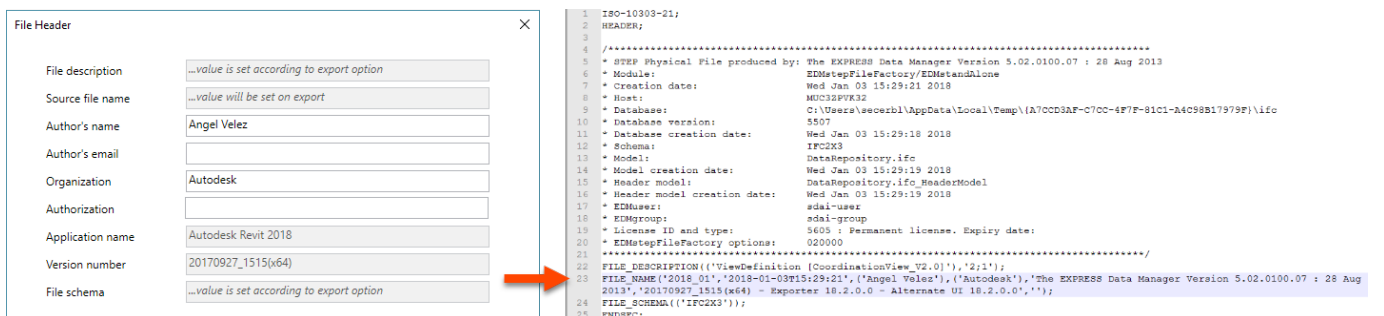 File Header
File description ...value is set according to export option
Source file name ...value will be set on export
Author's name Angel Velez
Author's email
Organization Autodesk
Authorization
Application name Autodesk Revit 2018
Version number 20170927_1515(x64)
File schema ...value is set according to export option
1 ISO-10303-21;
2 HEADER;
3
4 /******************************************************************************************
5 * STEP Physical File produced by: The EXPRESS Data Manager Version 5.02.0100.07 : 28 Aug 2013
6 * Module: EDMstepFileFactory/EDMstandAlone
7 * Creation date: Wed Jan 03 15:29:21 2018
8 * Host: MUC3ZPVK32
9 * Database: C:\Users\secerbl\AppData\Local\Temp\{A7CCD3AF-C7CC-4F7F-81C1-A4C98B17979F}\ifc
10 * Database version: 5507
11 * Database creation date: Wed Jan 03 15:29:18 2018
12 * Schema: IFC2X3
13 * Model: DataRepository.ifc
14 * Model creation date: Wed Jan 03 15:29:19 2018
15 * Header model: DataRepository.ifc_HeaderModel
16 * Header model creation date: Wed Jan 03 15:29:19 2018
17 * EDMuser: sdai-user
18 * EDMgroup: sdai-group
19 * License ID and type: 5605 : Permanent license. Expiry date:
20 * EDMstepFileFactory options: 020000
21 ******************************************************************************************/
22 FILE_DESCRIPTION(('ViewDefinition [CoordinationView_V2.0]'),'2;1');
23 FILE_NAME('2018_01','2018-01-03T15:29:21',('Angel Velez'),('Autodesk'),'The EXPRESS Data Manager Version 5.02.0100.07 : 28 Aug
2013','20170927_1515(x64) - Exporter 18.2.0.0 - Alternate UI 18.2.0.0','');
24 FILE_SCHEMA(('IFC2X3'));
25 ENDSEC;